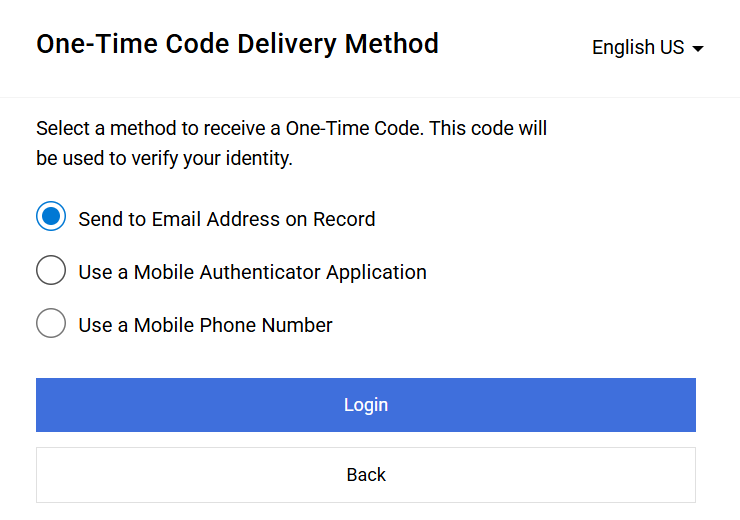 One-Time Code Delivery Method
English US
Select a method to receive a One-Time Code. This code will
be used to verify your identity.
Send to Email Address on Record
Use a Mobile Authenticator Application
Use a Mobile Phone Number
Login
Back